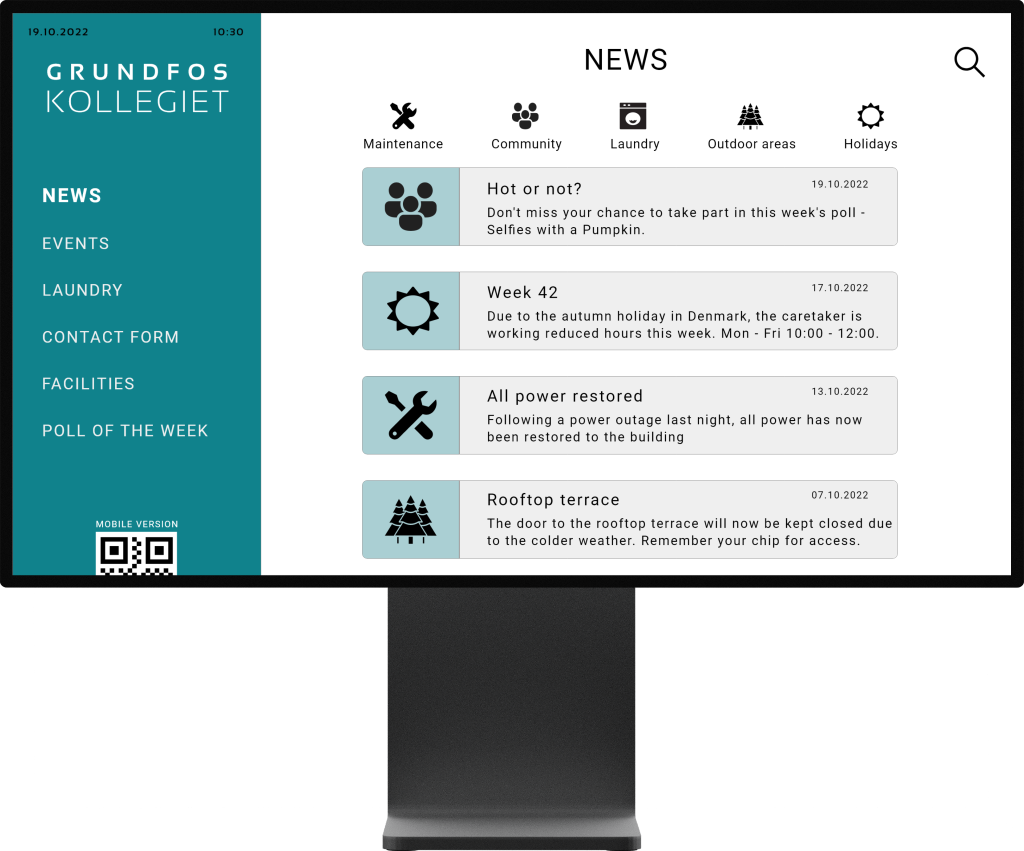 19.10.2022 10:30
GRUNDFOS
KOLLEGIET
NEWS
EVENTS
LAUNDRY
CONTACT FORM
FACILITIES
POLL OF THE WEEK
MOBILE VERSION
NEWS
Maintenance Community Laundry Outdoor areas Holidays
Hot or not? 19.10.2022
Don't miss your chance to take part in this week's poll -
Selfies with a Pumpkin.
Week 42 17.10.2022
Due to the autumn holiday in Denmark, the caretaker is
working reduced hours this week. Mon - Fri 10:00 - 12:00.
All power restored 13.10.2022
Following a power outage last night, all power has now
been restored to the building
Rooftop terrace 07.10.2022
The door to the rooftop terrace will now be kept closed due
to the colder weather. Remember your chip for access.